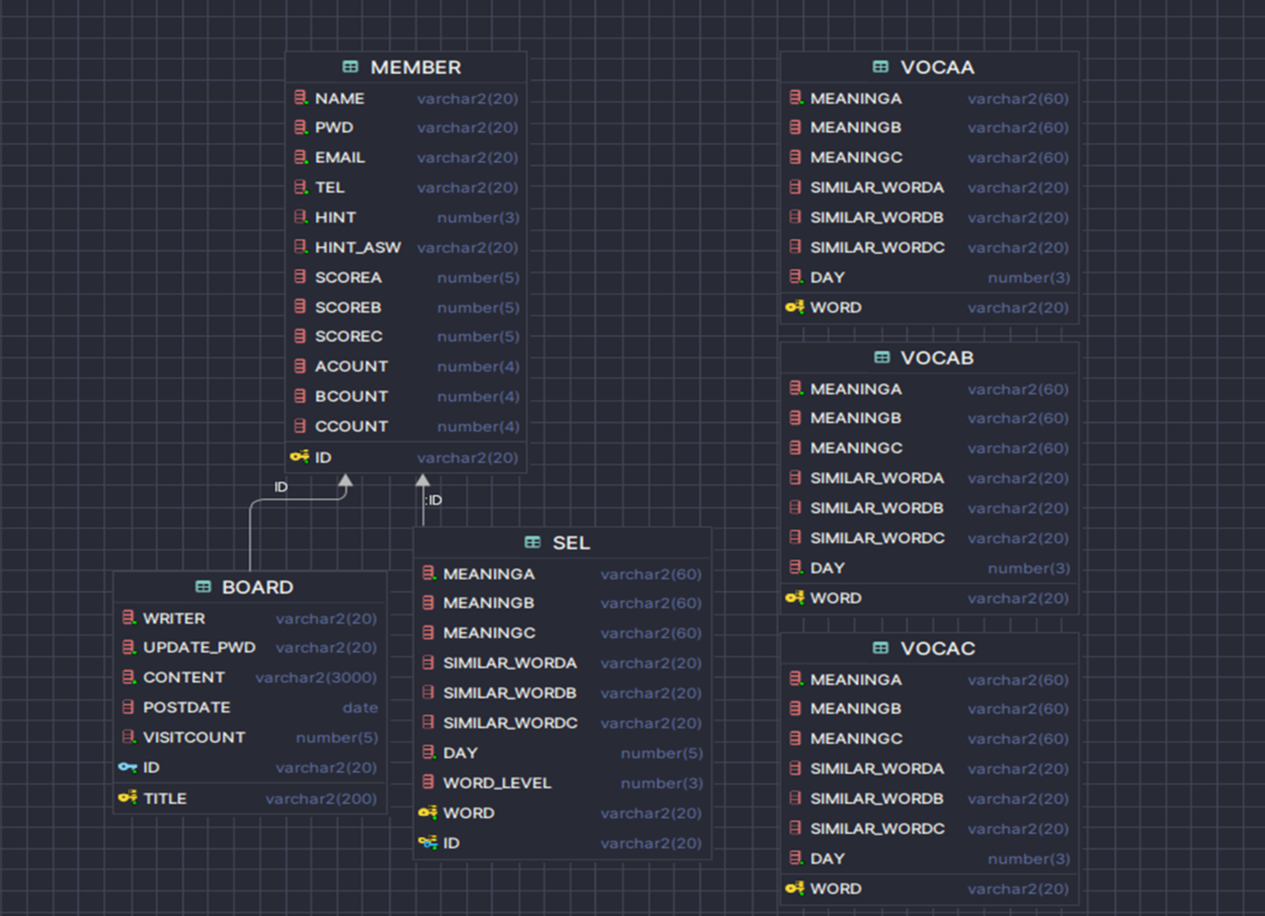 MEMBER
NAME varchar2(20)
PWD varchar2(20)
EMAIL varchar2(20)
TEL varchar2(20)
HINT number(3)
HINT_ASW varchar2(20)
SCOREA number(5)
SCOREB number(5)
SCOREC number(5)
ACOUNT number(4)
BCOUNT number(4)
CCOUNT number(4)
ID varchar2(20)
ID
:ID
BOARD
WRITER varchar2(20)
UPDATE_PWD varchar2(20)
CONTENT varchar2(3000)
POSTDATE date
VISITCOUNT number(5)
ID varchar2(20)
TITLE varchar2(200)
SEL
MEANINGA varchar2(60)
MEANINGB varchar2(60)
MEANINGC varchar2(60)
SIMILAR_WORDA varchar2(20)
SIMILAR_WORDB varchar2(20)
SIMILAR_WORDC varchar2(20)
DAY number(5)
WORD_LEVEL number(3)
WORD varchar2(20)
ID varchar2(20)
VOCAA
MEANINGA varchar2(60)
MEANINGB varchar2(60)
MEANINGC varchar2(60)
SIMILAR_WORDA varchar2(20)
SIMILAR_WORDB varchar2(20)
SIMILAR_WORDC varchar2(20)
DAY number(3)
WORD varchar2(20)
VOCAB
MEANINGA varchar2(60)
MEANINGB varchar2(60)
MEANINGC varchar2(60)
SIMILAR_WORDA varchar2(20)
SIMILAR_WORDB varchar2(20)
SIMILAR_WORDC varchar2(20)
DAY number(3)
WORD varchar2(20)
VOCAC
MEANINGA varchar2(60)
MEANINGB varchar2(60)
MEANINGC varchar2(60)
SIMILAR_WORDA varchar2(20)
SIMILAR_WORDB varchar2(20)
SIMILAR_WORDC varchar2(20)
DAY number(3)
WORD varchar2(20)